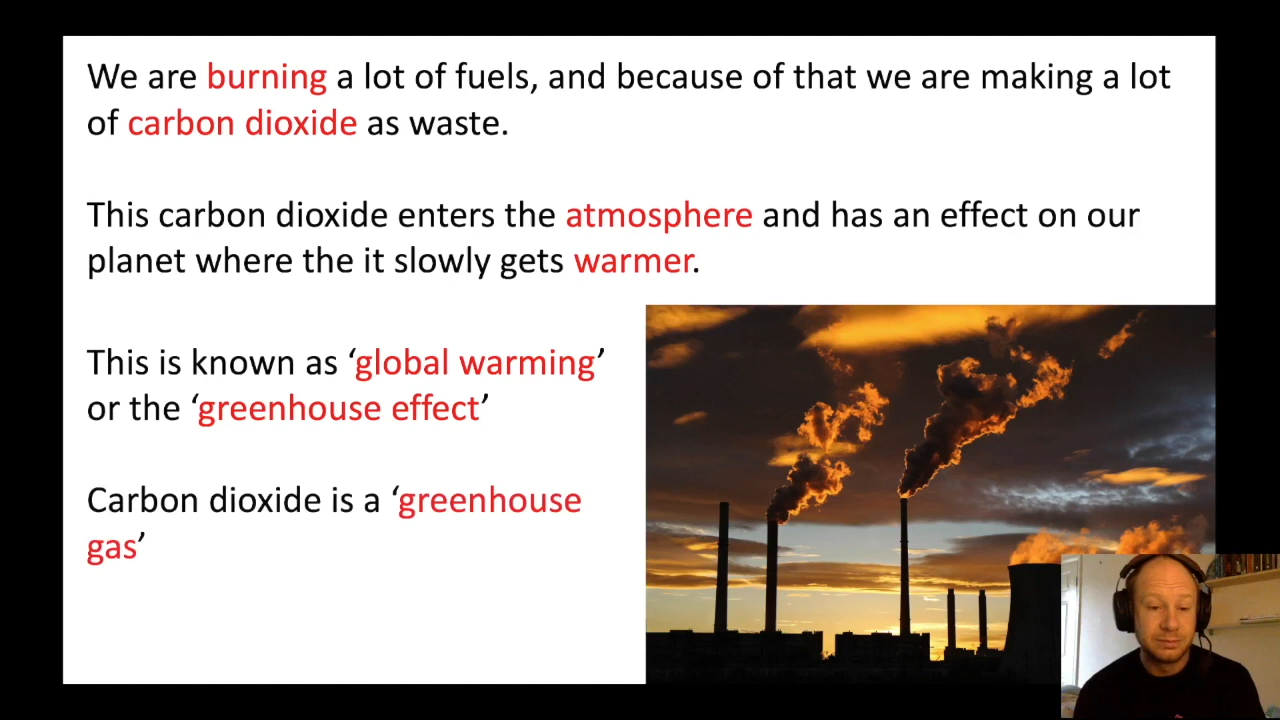 We are burning a lot of fuels, and because of that we are making a lot
of carbon dioxide as waste.
This carbon dioxide enters the atmosphere and has an effect on our
planet where the it slowly gets warmer.
This is known as ‘global warming’
or the ‘greenhouse effect’
Carbon dioxide is a ‘greenhouse
gas’